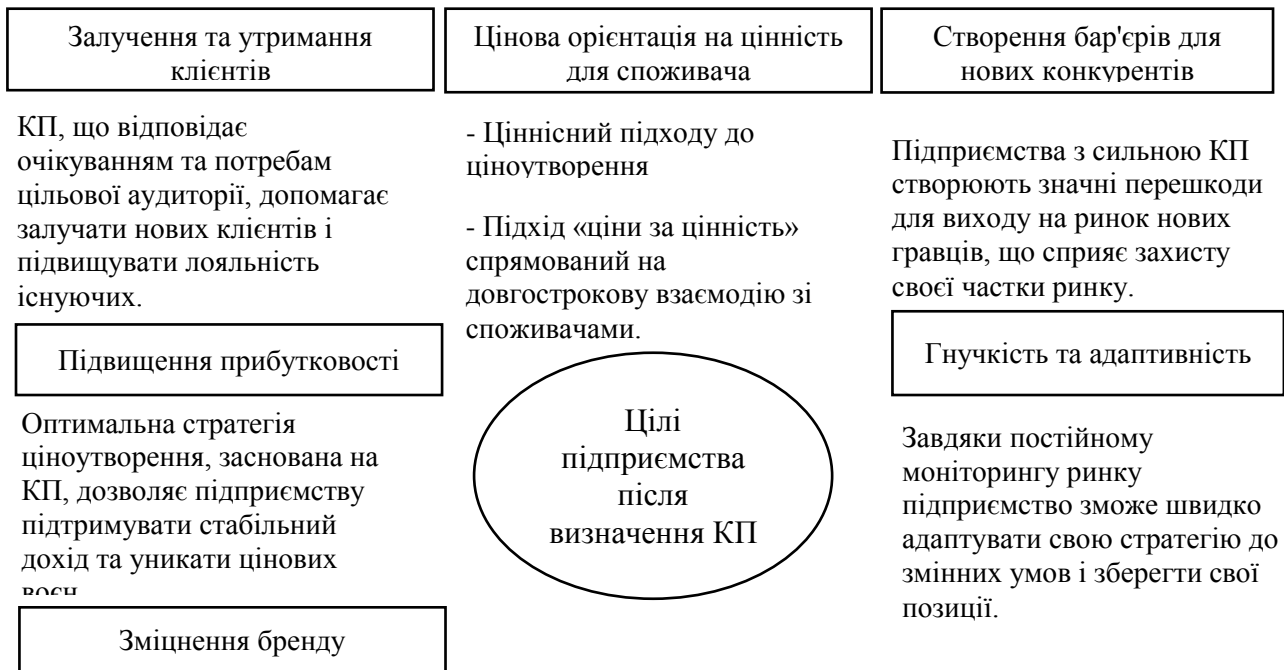 Залучення та утримання
клієнтів
КП, що відповідає
очікуванням та потребам
цільової аудиторії, допомагає
залучати нових клієнтів і
підвищувати лояльність
існуючих.
Підвищення прибутковості
Оптимальна стратегія
ціноутворення, заснована на
КП, дозволяє підприємству
підтримувати стабільний
дохід та уникати цінових
воєн
Зміцнення бренду
Цінова орієнтація на цінність
для споживача
- Ціннісний підходу до
ціноутворення
- Підхід «ціни за цінність»
спрямований на
довгострокову взаємодію зі
споживачами.
Цілі
підприємства
після
визначення КП
Створення бар'єрів для
нових конкурентів
Підприємства з сильною КП
створюють значні перешкоди
для виходу на ринок нових
гравців, що сприяє захисту
своєї частки ринку.
Гнучкість та адаптивність
Завдяки постійному
моніторингу ринку
підприємство зможе швидко
адаптувати свою стратегію до
змінних умов і зберегти свої
позиції.